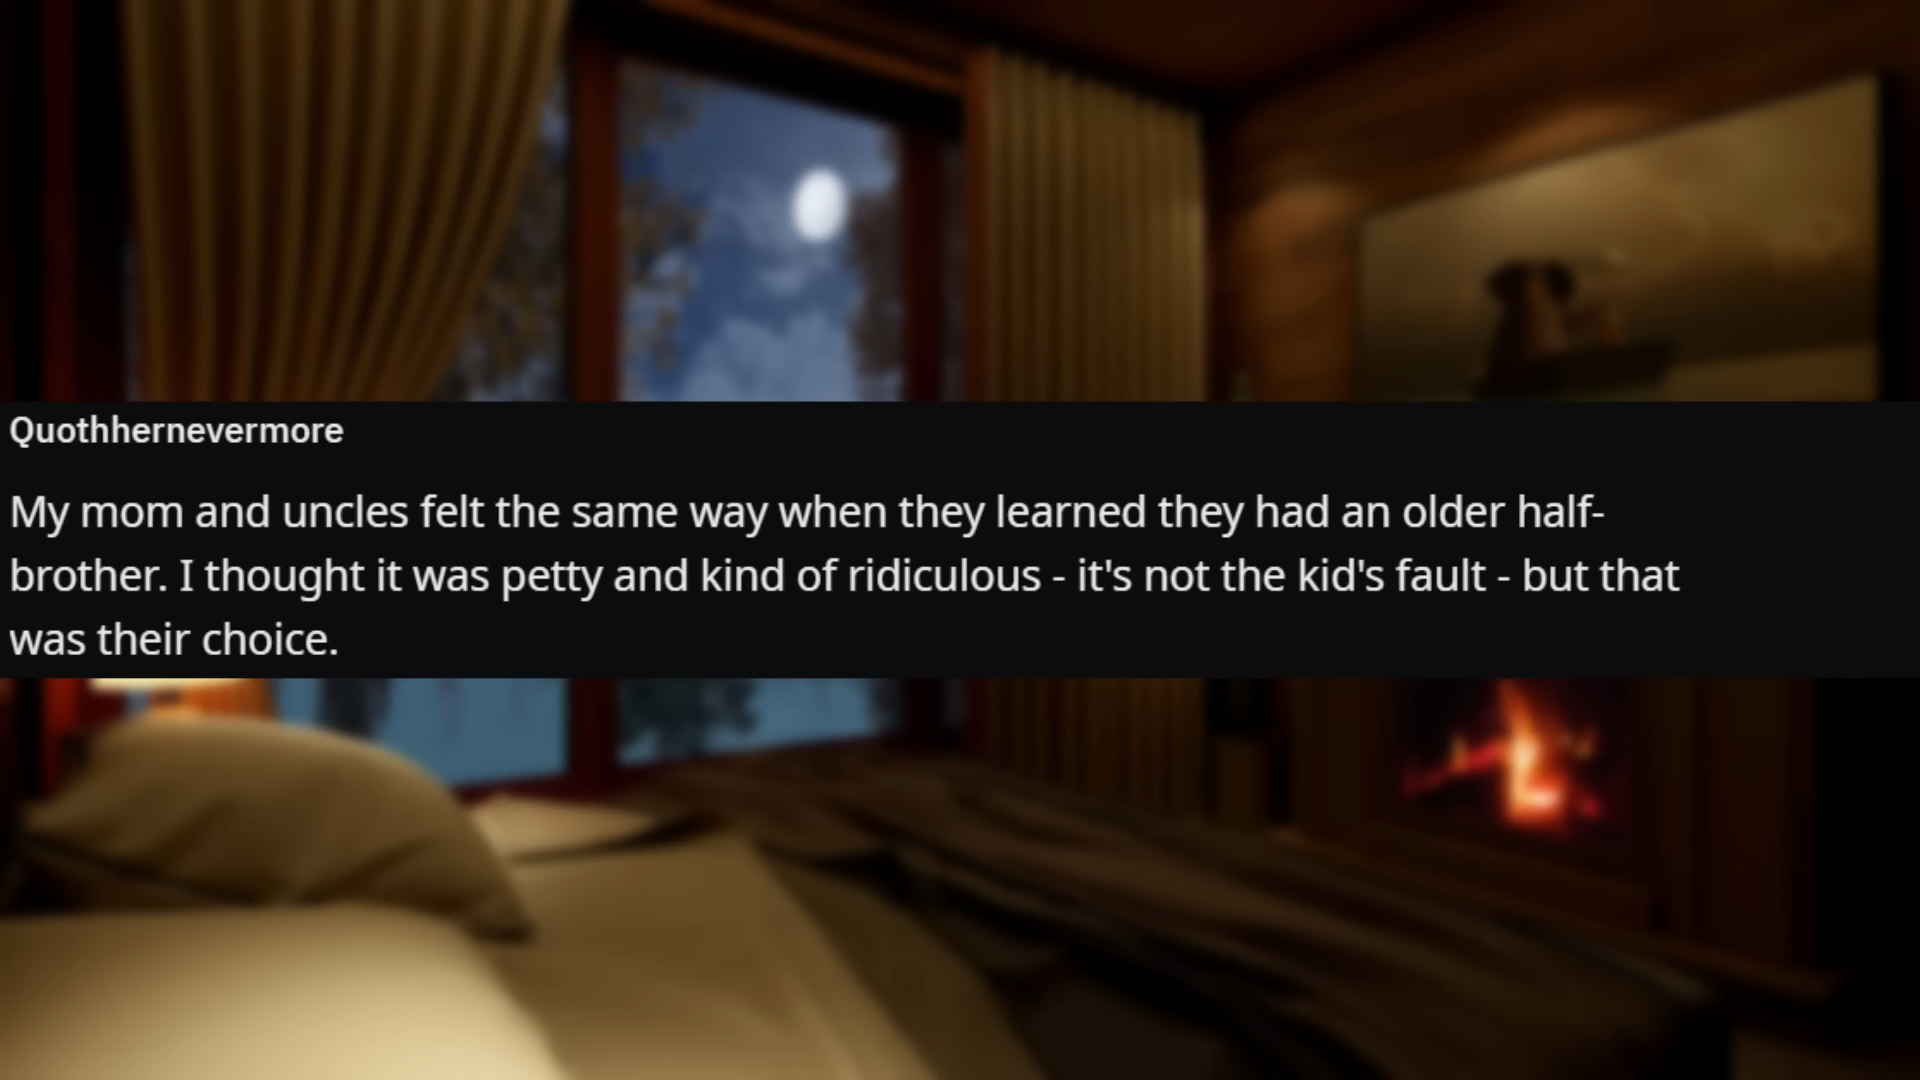 Quothhernevermore
My mom and uncles felt the same way when they learned they had an older half-
brother. I thought it was petty and kind of ridiculous - it's not the kid's fault - but that
was their choice.